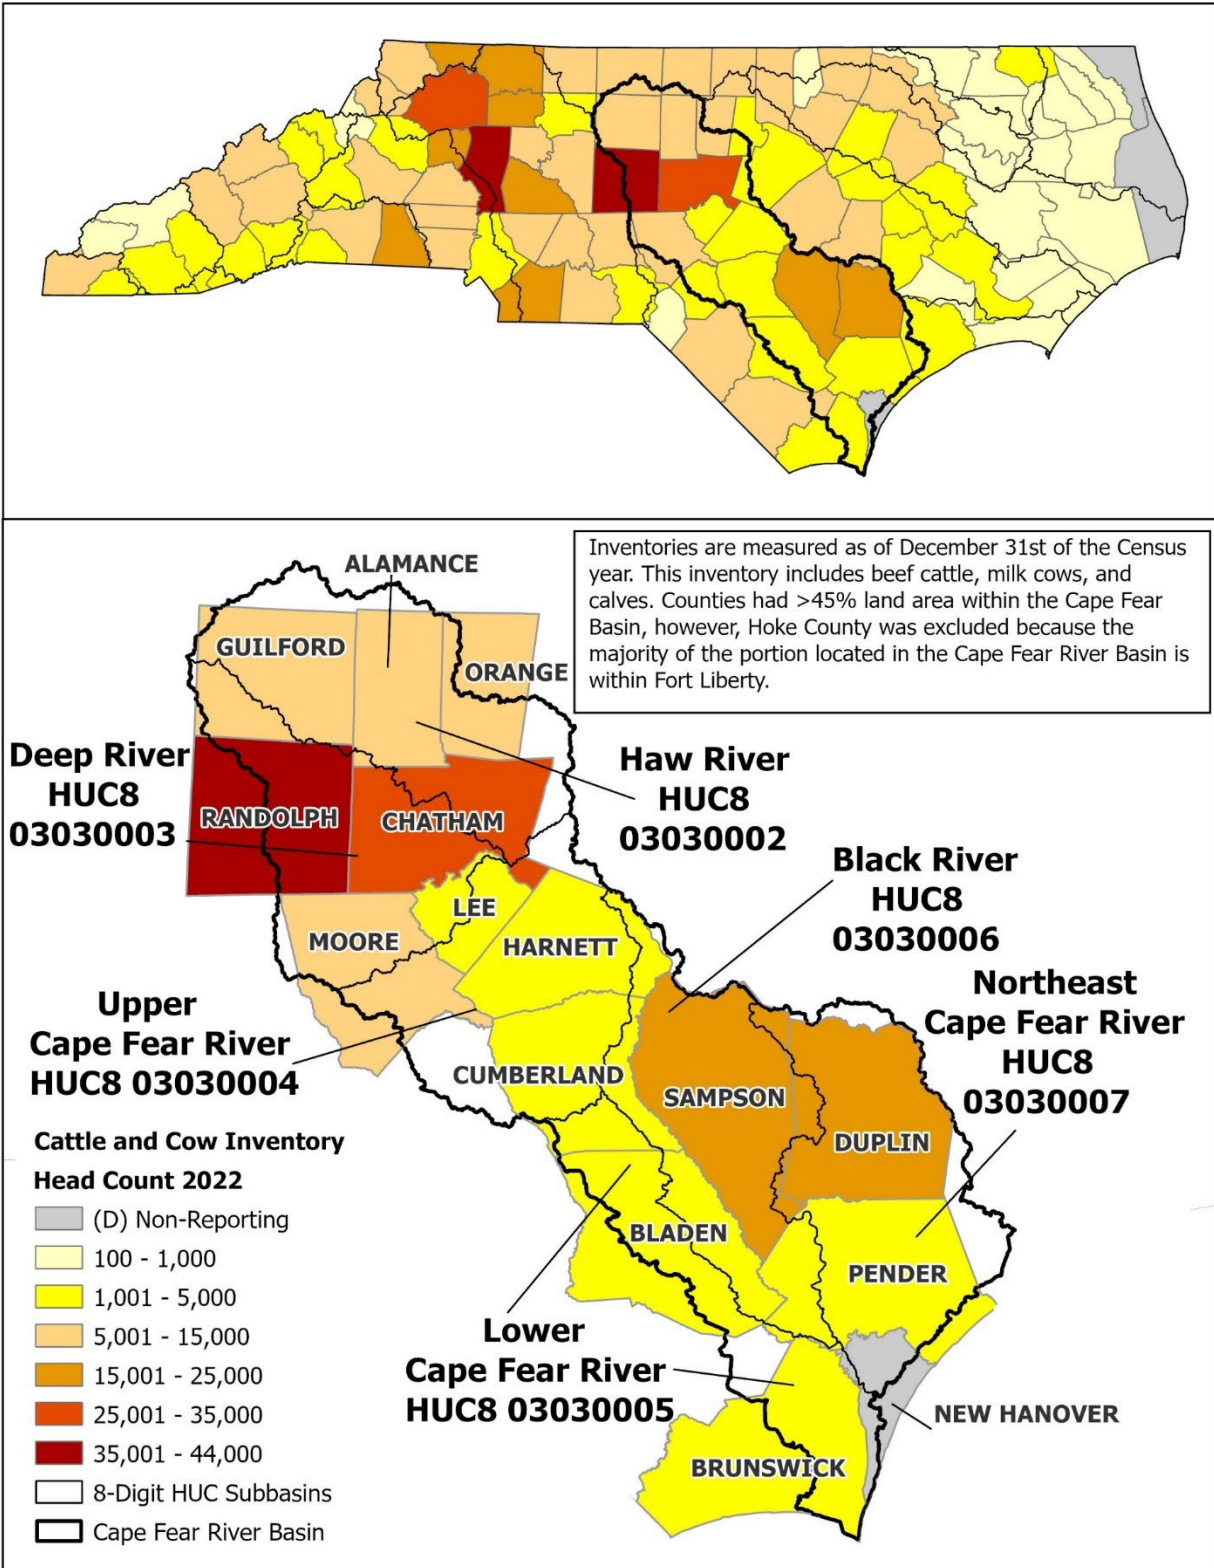 Inventories are measured as of December 31st of the Census
year. This inventory includes beef cattle, milk cows, and
calves. Counties had >45% land area within the Cape Fear
Basin, however, Hoke County was excluded because the
majority of the portion located in the Cape Fear River Basin is
within Fort Liberty.
ALAMANCE
GUILFORD
ORANGE
Deep River
HUC8
03030003
Haw River
HUC8
03030002
RANDOLPH
CHATHAM
Black River
HUC8
03030006
LEE
MOORE
HARNETT
Northeast
Cape Fear River
HUC8
03030007
Upper
Cape Fear River
HUC8 03030004
CUMBERLAND
SAMPSON
DUPLIN
BLADEN
PENDER
Lower
Cape Fear River
HUC8 03030005
NEW HANOVER
BRUNSWICK
Cattle and Cow Inventory
Head Count 2022
(D) Non-Reporting
100 - 1,000
1,001 - 5,000
5,001 - 15,000
15,001 - 25,000
25,001 - 35,000
35,001 - 44,000
8-Digit HUC Subbasins
Cape Fear River Basin